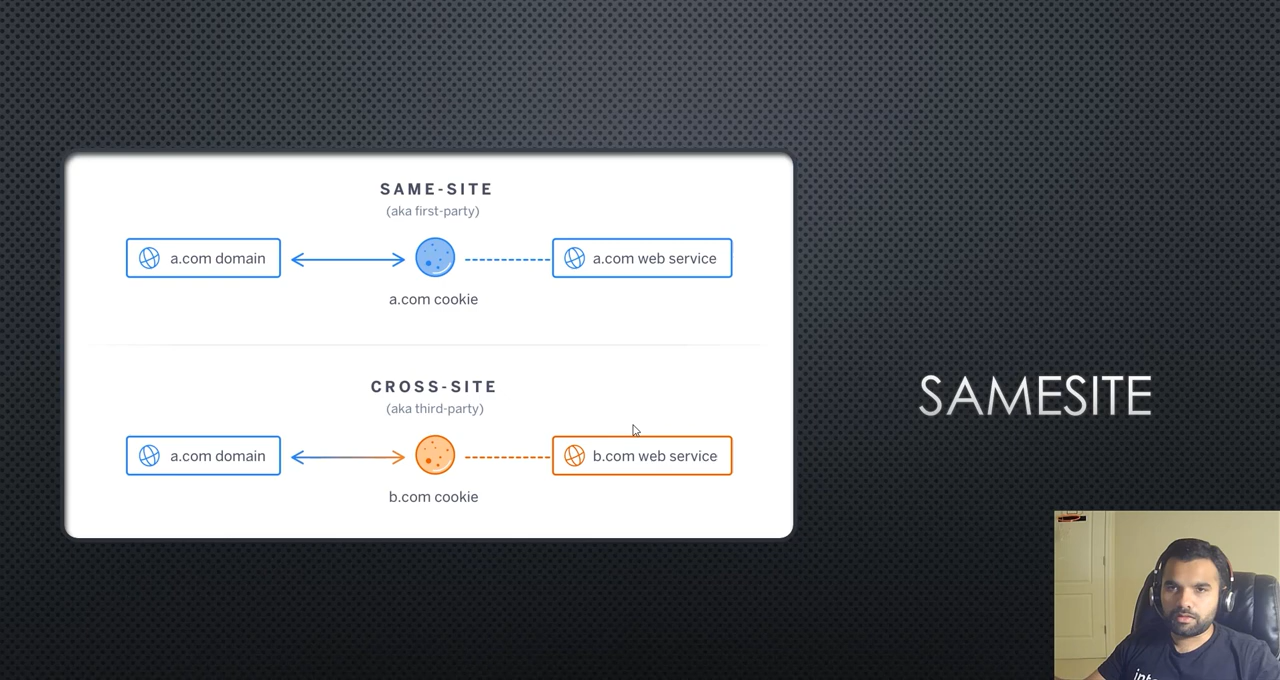 SAME-SITE
(aka first-party)
a.com domain
a.com web service
a.com cookie
CROSS-SITE
(aka third-party)
a.com domain
b.com web service
b.com cookie
SAMESITE